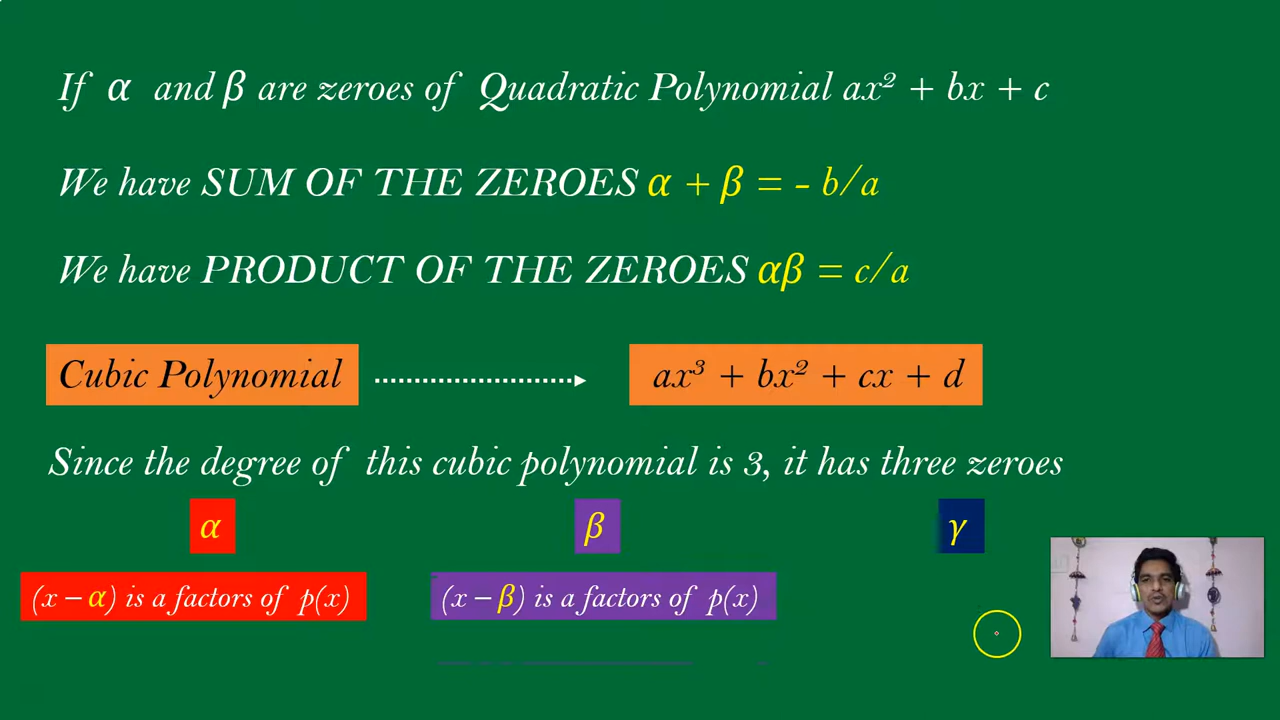 If α and β are zeroes of Quadratic Polynomial ax² + bx + c
We have SUM OF THE ZEROES α + β = - b/a
We have PRODUCT OF THE ZEROES αβ = c/a
Cubic Polynomial
ax³ + bx² + cx + d
Since the degree of this cubic polynomial is 3, it has three zeroes
α
β
γ
(x – α) is a factors of p(x)
(x – β) is a factors of p(x)